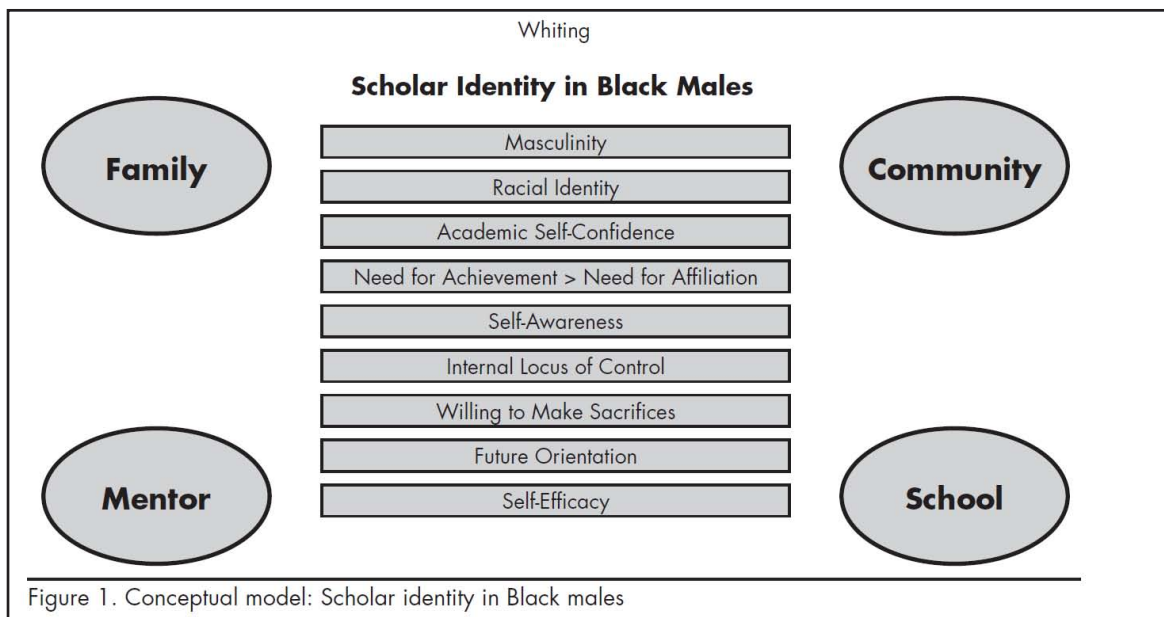 Whiting
Scholar Identity in Black Males
Family
Community
Masculinity
Racial Identity
Academic Self-Confidence
Need for Achievement > Need for Affiliation
Self-Awareness
Internal Locus of Control
Willing to Make Sacrifices
Future Orientation
Self-Efficacy
Mentor
School
Figure 1. Conceptual model: Scholar identity in Black males